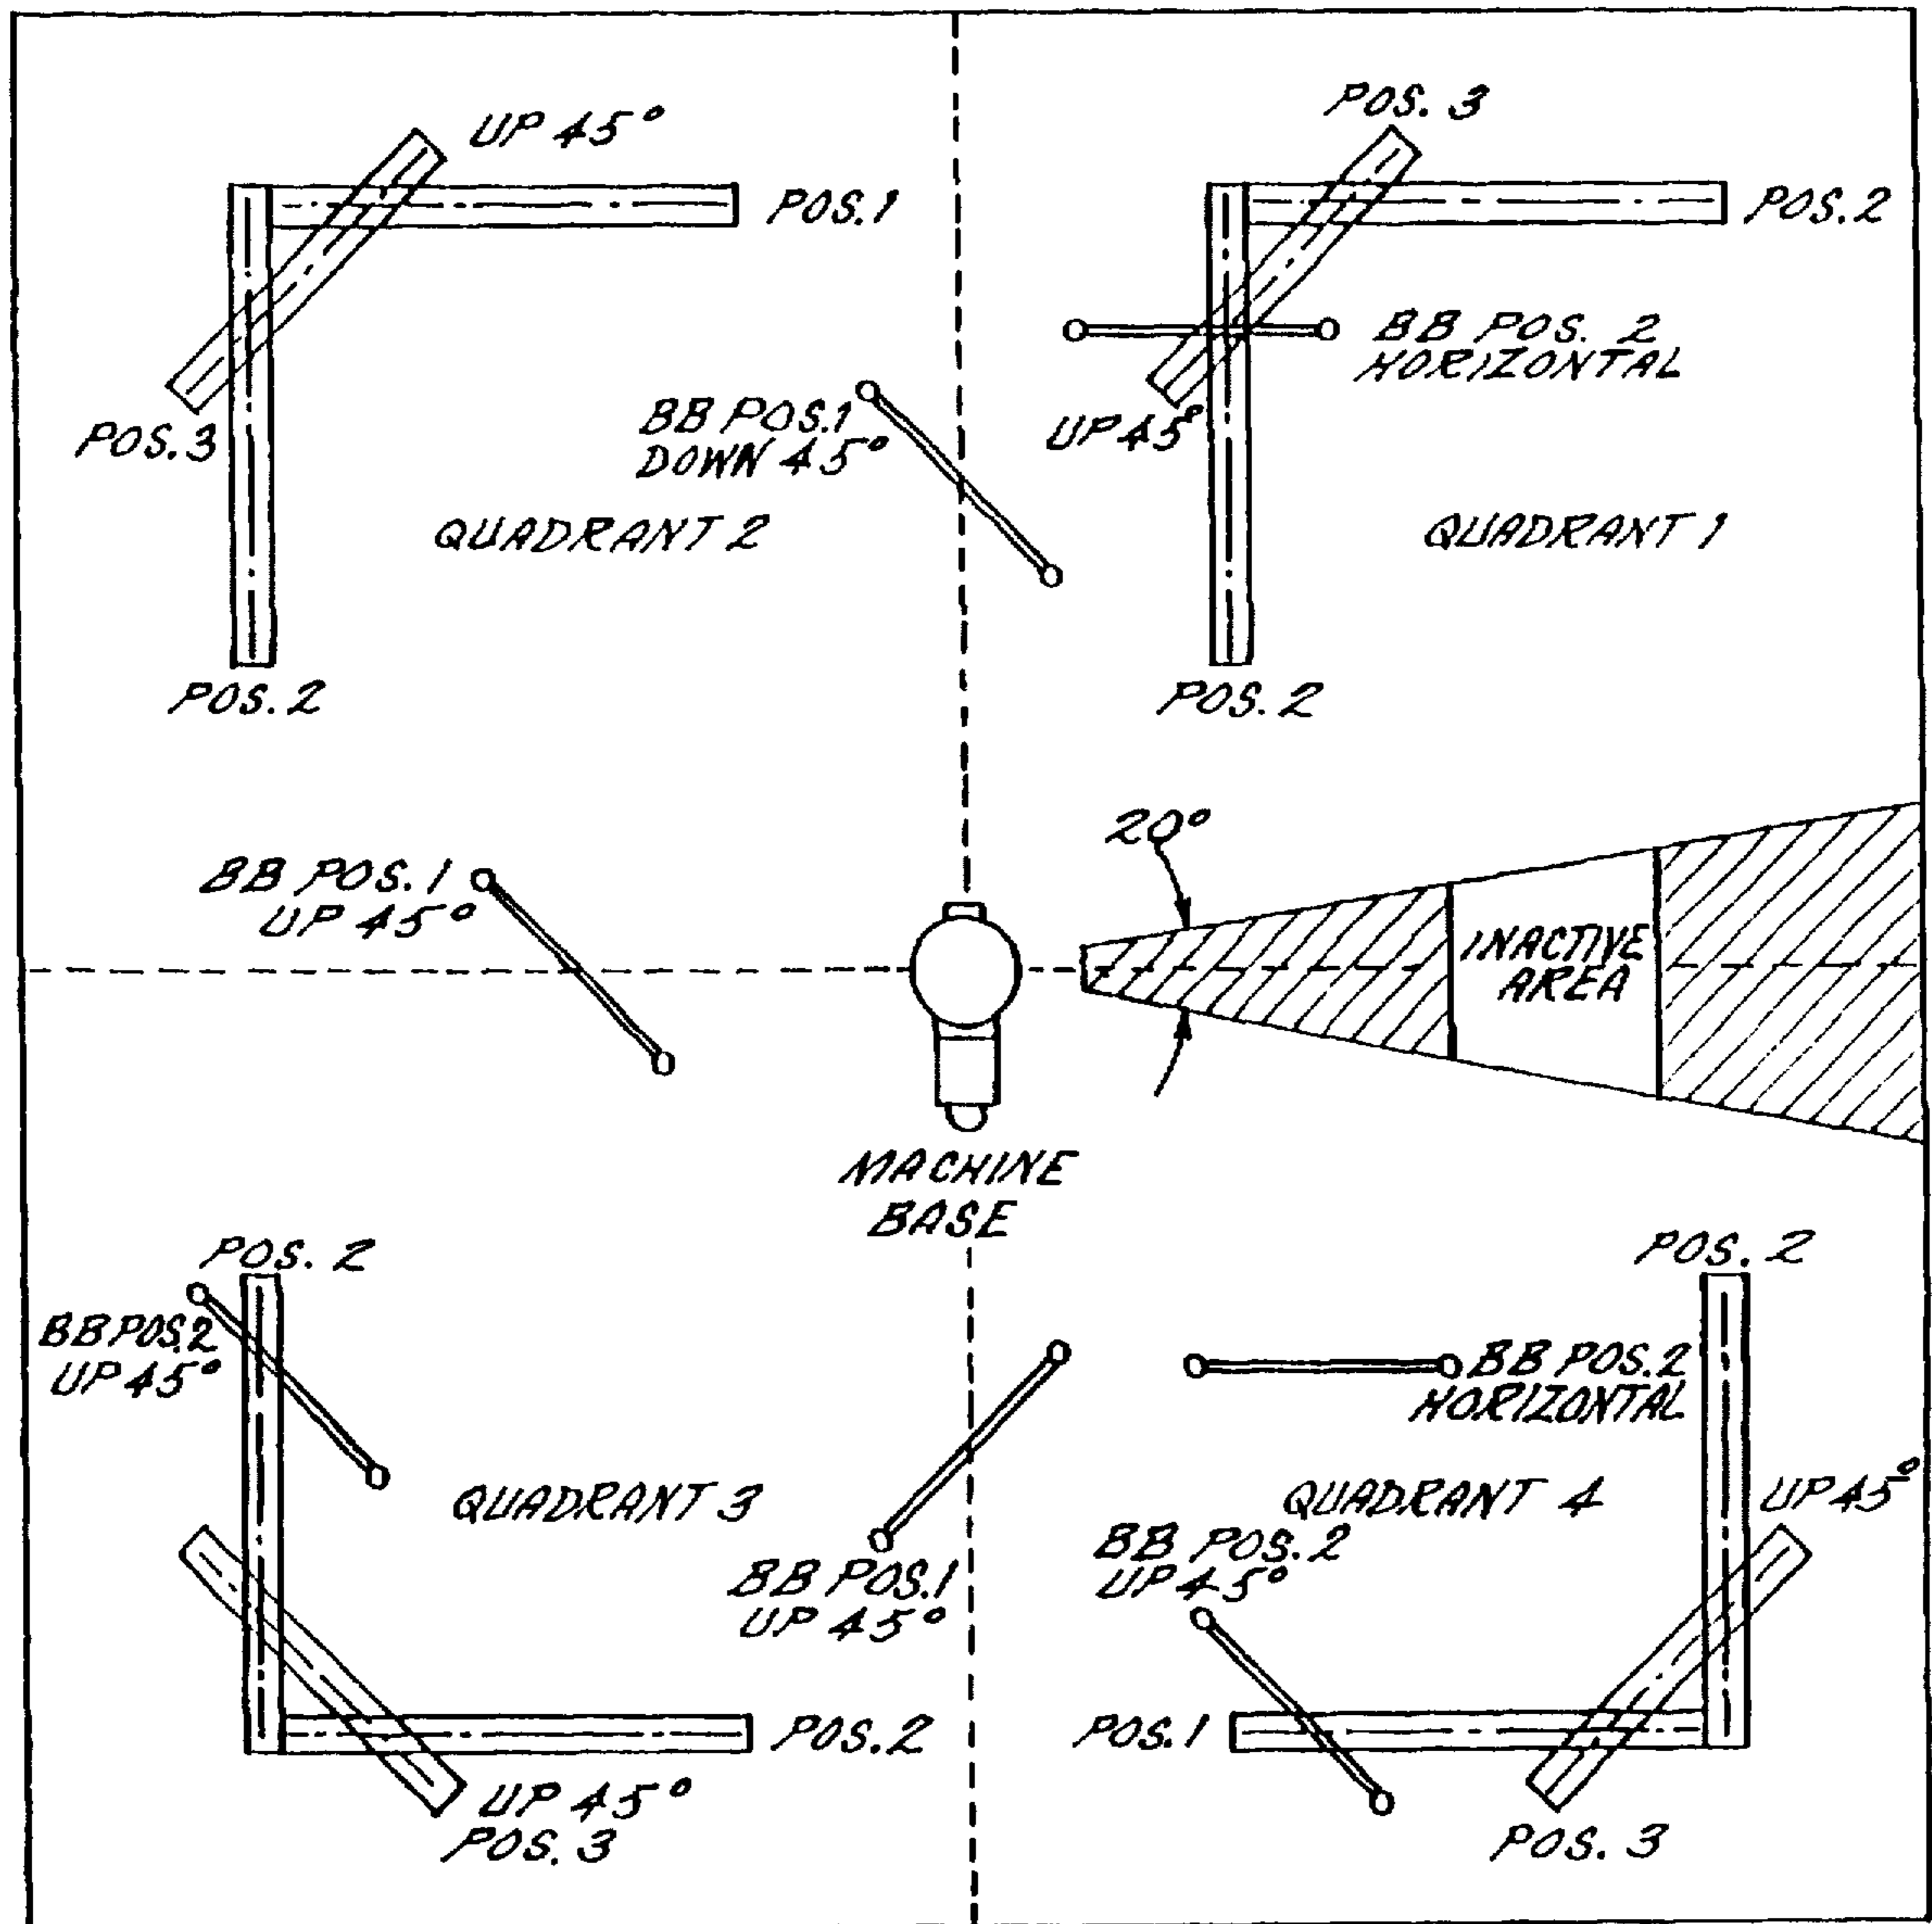 UP 45°
POS. 3
POS. 1
POS. 2
BB POS. 2
HORIZONTAL
BB POS. 1
DOWN 45°
UP 45°
POS. 3
QUADRANT 2
QUADRANT 1
POS. 2
POS. 2
20°
BB POS. 1
UP 45°
INACTIVE
AREA
MACHINE
BASE
POS. 2
POS. 2
BB POS. 2
UP 45°
BB POS. 2
HORIZONTAL
QUADRANT 3
QUADRANT 4
UP 45°
BB POS. 2
UP 45°
BB POS. 1
UP 45°
POS. 2
POS. 1
UP 45°
POS. 3
POS. 3